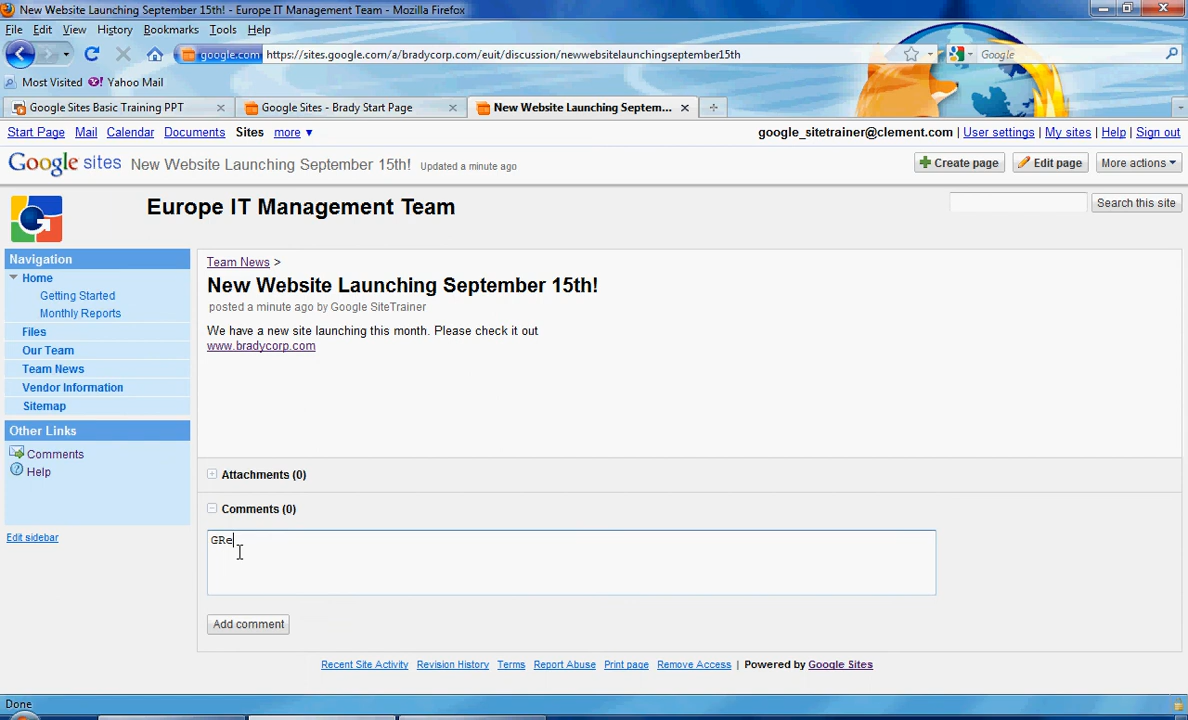 New Website Launching September 15th! - Europe IT Management Team - Mozilla Firefox
File Edit View History Bookmarks Tools Help
google.com https://sites.google.com/a/bradycorp.com/euit/discussion/newwebsitelaunchingseptember15th Google
Most Visited Yahoo Mail
Google Sites Basic Training PPT Google Sites - Brady Start Page New Website Launching Septem...
Start Page Mail Calendar Documents Sites more ▼ google_sitetrainer@clement.com | User settings | My sites | Help | Sign out
Google sites New Website Launching September 15th! Updated a minute ago Create page Edit page More actions
Europe IT Management Team Search this site
Navigation
Home
Getting Started
Monthly Reports
Files
Our Team
Team News
Vendor Information
Sitemap
Other Links
Comments
Help
Edit sidebar
Team News >
New Website Launching September 15th!
posted a minute ago by Google SiteTrainer
We have a new site launching this month. Please check it out
www.bradycorp.com
Attachments (0)
Comments (0)
GRe
Add comment
Recent Site Activity Revision History Terms Report Abuse Print page Remove Access | Powered by Google Sites
Done